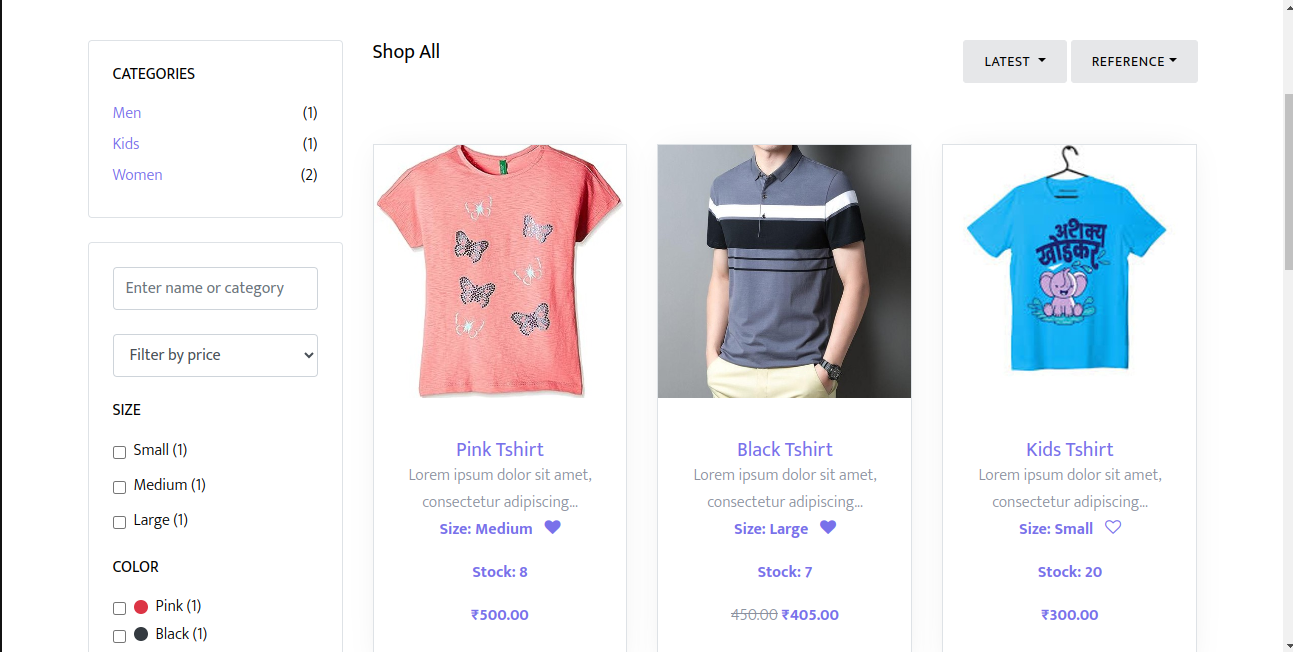 CATEGORIES
Men (1)
Kids (1)
Women (2)
Enter name or category
Filter by price
SIZE
Small (1)
Medium (1)
Large (1)
COLOR
Pink (1)
Black (1)
Shop All
LATEST
REFERENCE
Pink Tshirt
Lorem ipsum dolor sit amet,
consectetur adipiscing...
Size: Medium
Stock: 8
₹500.00
Black Tshirt
Lorem ipsum dolor sit amet,
consectetur adipiscing...
Size: Large
Stock: 7
450.00 ₹405.00
अशक्य
खोडकर
Kids Tshirt
Lorem ipsum dolor sit amet,
consectetur adipiscing...
Size: Small
Stock: 20
₹300.00